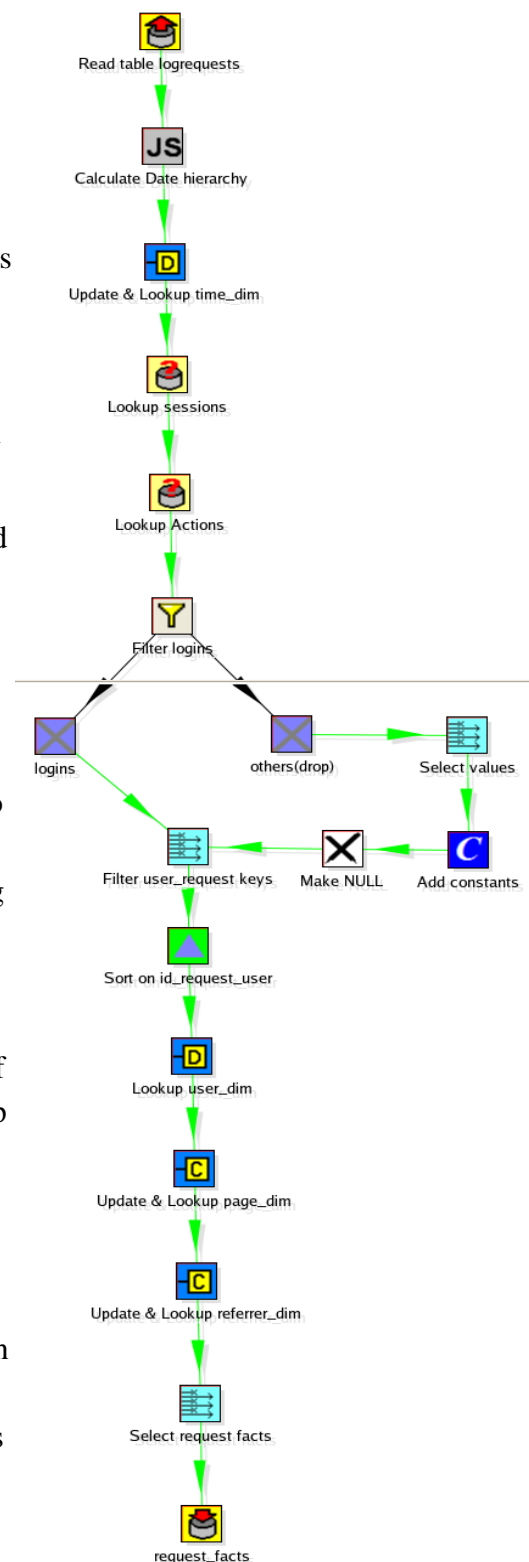 Read table logrequests
JS
Calculate Date hierarchy
s
D
Update & Lookup time_dim
?
Lookup sessions
?
Lookup Actions
d
Filter logins
logins
others(drop)
Select values
Filter user_request keys
Make NULL
C
Add constants
g
Sort on id_request_user
D
Lookup user_dim
f
C
Update & Lookup page_dim
C
Update & Lookup referrer_dim
n
Select request facts
s
request_facts